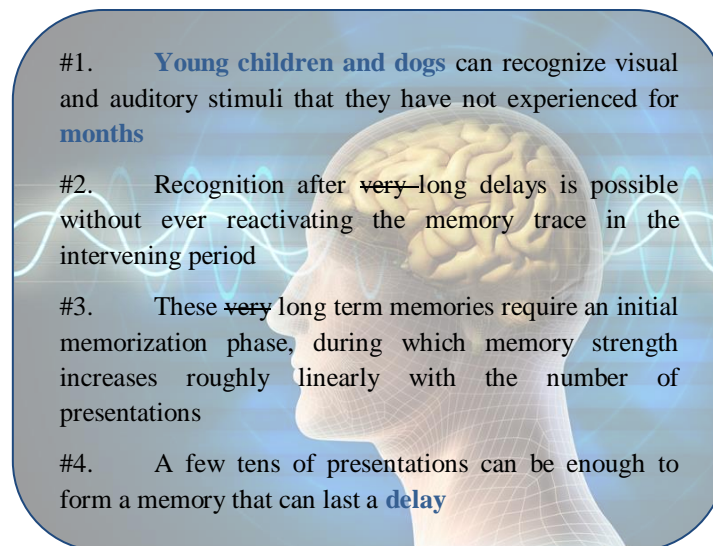 #1. Young children and dogs can recognize visual
and auditory stimuli that they have not experienced for
months
#2. Recognition after very long delays is possible
without ever reactivating the memory trace in the
intervening period
#3. These very long term memories require an initial
memorization phase, during which memory strength
increases roughly linearly with the number of
presentations
#4. A few tens of presentations can be enough to
form a memory that can last a delay